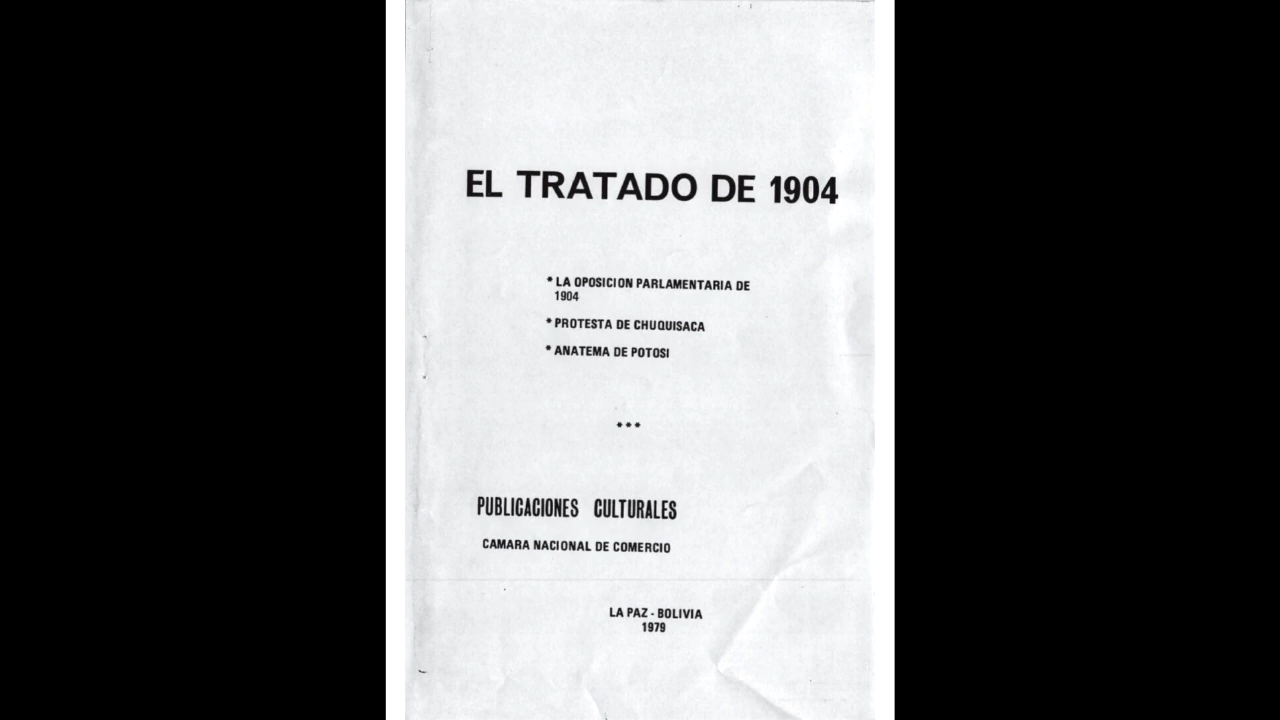 EL TRATADO DE 1904
* LA OPOSICION PARLAMENTARIA DE
1904
* PROTESTA DE CHUQUISACA
* ANATEMA DE POTOSI
***
PUBLICACIONES CULTURALES
CAMARA NACIONAL DE COMERCIO
LA PAZ - BOLIVIA
1979